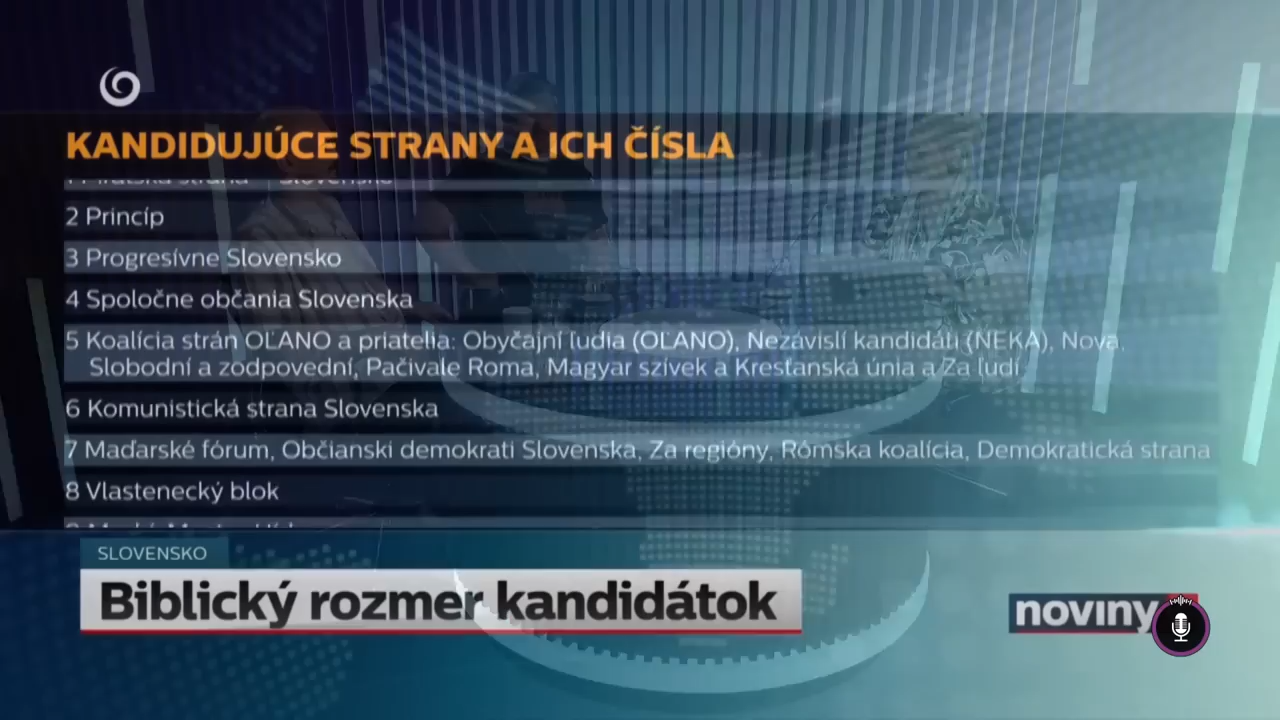 KANDIDUJÚCE STRANY A ICH ČÍSLA
2 Princíp
3 Progresívne Slovensko
4 Spoločne občania Slovenska
5 Koalícia strán OĽANO a priatelia: Obyčajní ľudia (OĽANO), Nezávislí kandidáti (NEKA), Nova,
Slobodní a zodpovední, Pačivale Roma, Magyar szívek a Kresťanská únia a Za ľudí
6 Komunistická strana Slovenska
7 Maďarské fórum, Občianski demokrati Slovenska, Za regióny, Rómska koalícia, Demokratická strana
8 Vlastenecký blok
SLOVENSKO
Biblický rozmer kandidátok
noviny